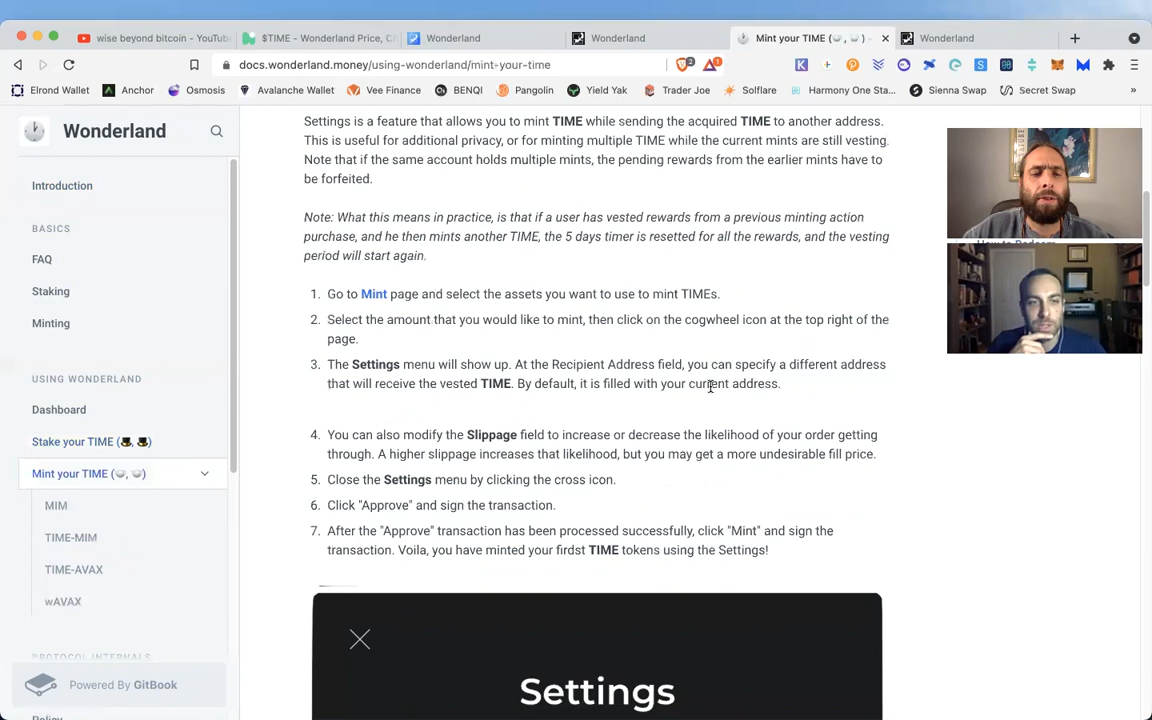 wise beyond bitcoin - YouTub
$TIME - Wonderland Price, C
Wonderland
Wonderland
Mint your TIME
Wonderland
docs.wonderland.money/using-wonderland/mint-your-time
2
1
Elrond Wallet
Anchor
Osmosis
Avalanche Wallet
Vee Finance
BENQI
Pangolin
Yield Yak
Trader Joe
Solflare
Harmony One Sta...
Sienna Swap
Secret Swap
Wonderland
Introduction
BASICS
FAQ
Staking
Minting
USING WONDERLAND
Dashboard
Stake your TIME (🎩, 🎩)
Mint your TIME
MIM
TIME-MIM
TIME-AVAX
wAVAX
PROTOCOL INTERNALS
Powered By GitBook
Policy
Settings is a feature that allows you to mint TIME while sending the acquired TIME to another address.
This is useful for additional privacy, or for minting multiple TIME while the current mints are still vesting.
Note that if the same account holds multiple mints, the pending rewards from the earlier mints have to
be forfeited.
Note: What this means in practice, is that if a user has vested rewards from a previous minting action
purchase, and he then mints another TIME, the 5 days timer is resetted for all the rewards, and the vesting
period will start again.
1. Go to Mint page and select the assets you want to use to mint TIMEs.
2. Select the amount that you would like to mint, then click on the cogwheel icon at the top right of the
page.
3. The Settings menu will show up. At the Recipient Address field, you can specify a different address
that will receive the vested TIME. By default, it is filled with your current address.
4. You can also modify the Slippage field to increase or decrease the likelihood of your order getting
through. A higher slippage increases that likelihood, but you may get a more undesirable fill price.
5. Close the Settings menu by clicking the cross icon.
6. Click "Approve" and sign the transaction.
7. After the "Approve" transaction has been processed successfully, click "Mint" and sign the
transaction. Voila, you have minted your firdst TIME tokens using the Settings!
Settings
How to Redeem